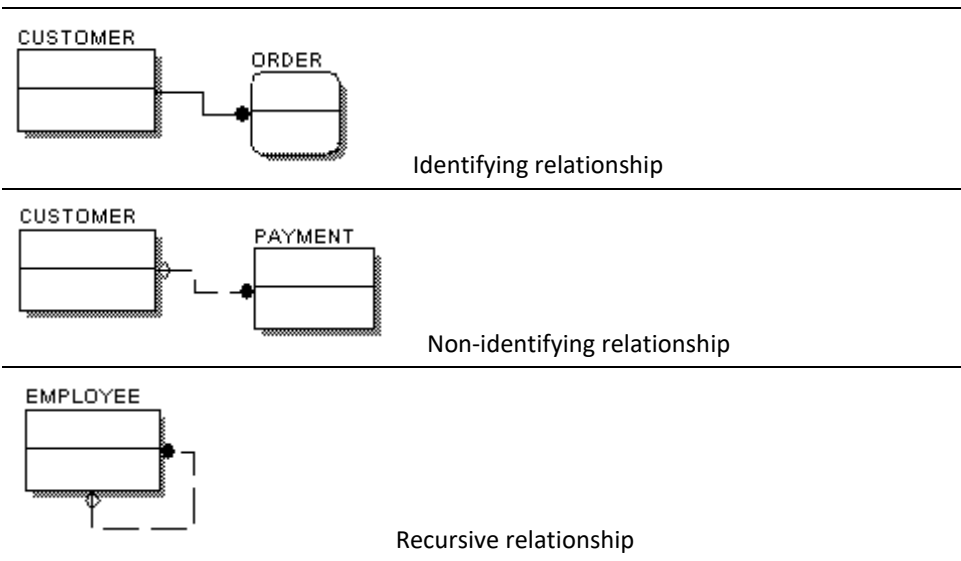 CUSTOMER
ORDER
Identifying relationship
CUSTOMER
PAYMENT
Non-identifying relationship
EMPLOYEE
Recursive relationship